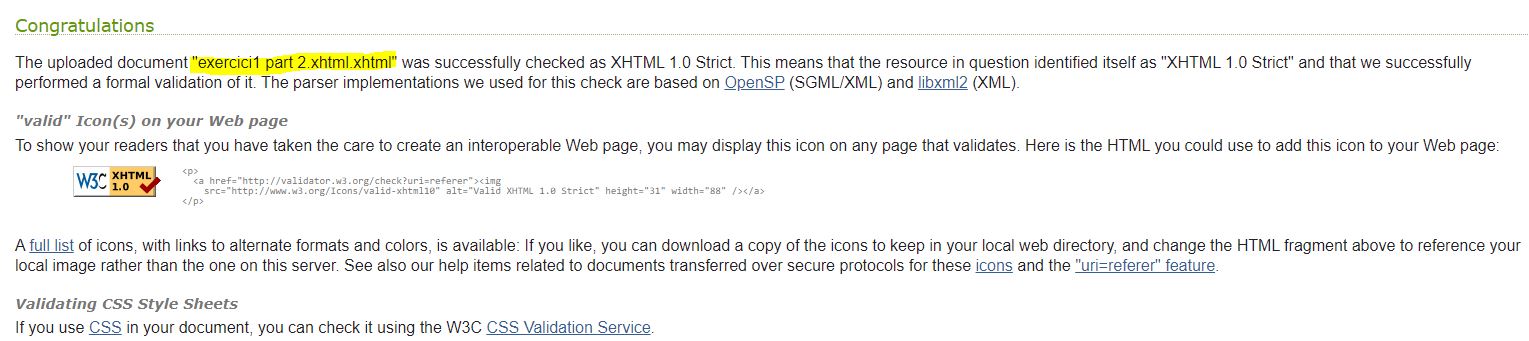 Congratulations
The uploaded document "exercici1 part 2.xhtml.xhtml" was successfully checked as XHTML 1.0 Strict. This means that the resource in question identified itself as "XHTML 1.0 Strict" and that we successfully
performed a formal validation of it. The parser implementations we used for this check are based on OpenSP (SGML/XML) and libxml2 (XML).
"valid" Icon(s) on your Web page
To show your readers that you have taken the care to create an interoperable Web page, you may display this icon on any page that validates. Here is the HTML you could use to add this icon to your Web page:
W3C XHTML 1.0
<p>
<a href="http://validator.w3.org/check?uri=referer"><img
src="http://www.w3.org/Icons/valid-xhtml10" alt="Valid XHTML 1.0 Strict" height="31" width="88" /></a>
</p>
A full list of icons, with links to alternate formats and colors, is available: If you like, you can download a copy of the icons to keep in your local web directory, and change the HTML fragment above to reference your
local image rather than the one on this server. See also our help items related to documents transferred over secure protocols for these icons and the "uri=referer" feature.
Validating CSS Style Sheets
If you use CSS in your document, you can check it using the W3C CSS Validation Service.